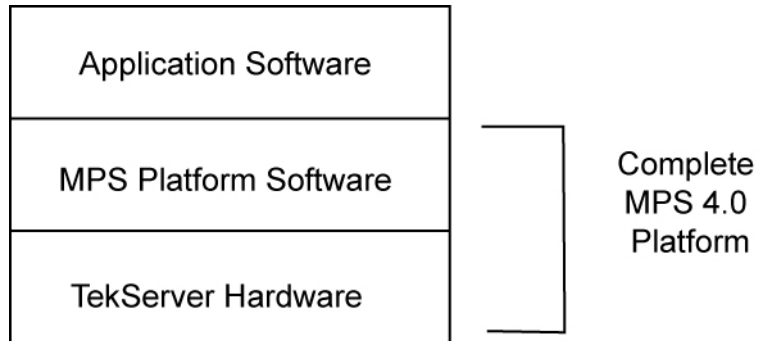 Application Software
MPS Platform Software
TekServer Hardware
Complete
MPS 4.0
Platform